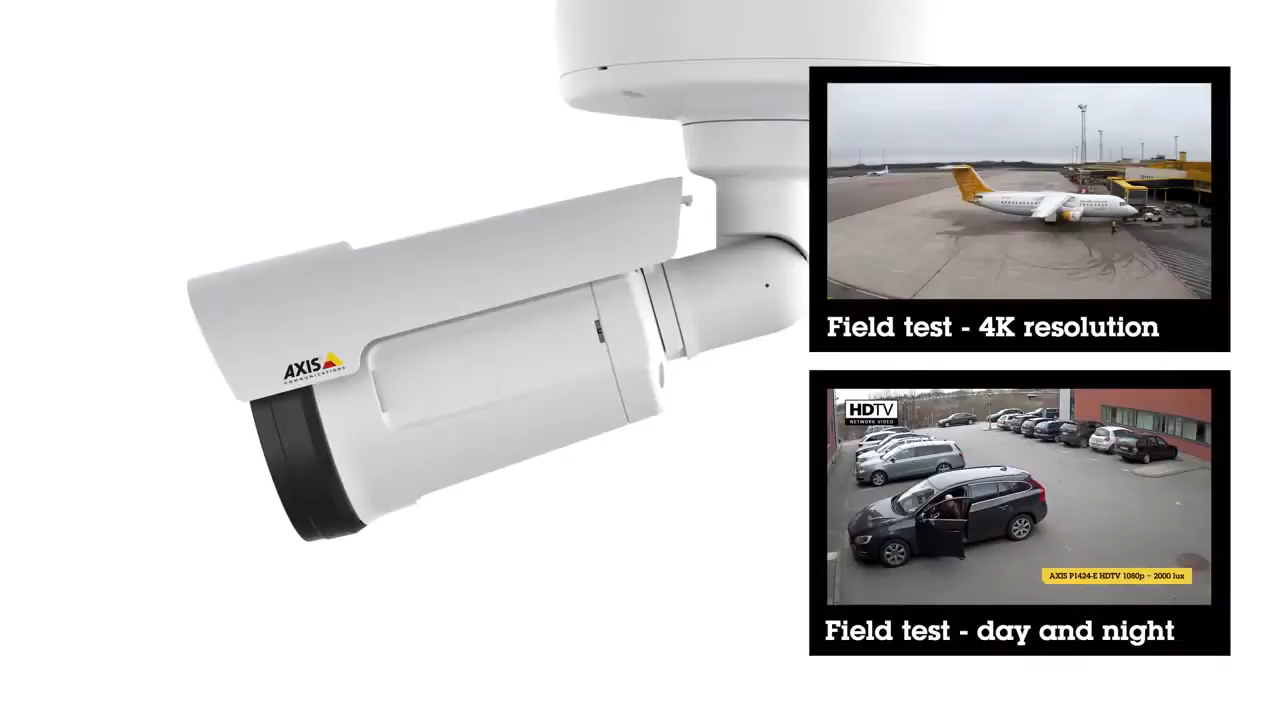 AXIS
COMMUNICATIONS
Field test - 4K resolution
HDTV
NETWORK VIDEO
AXIS P1424-E HDTV 1080p – 2000 lux
Field test - day and night